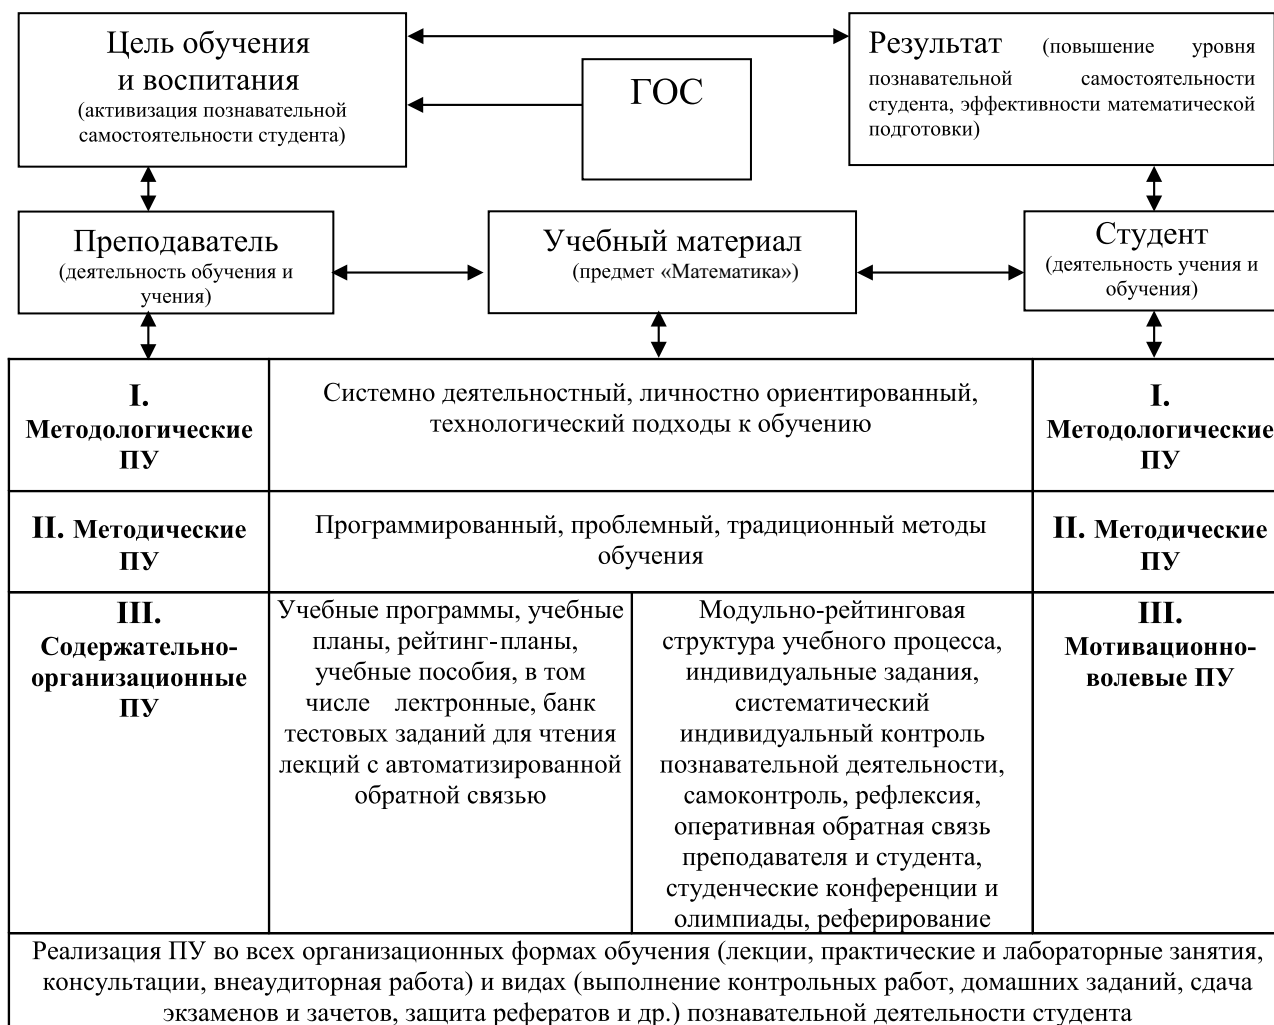 Цель обучения
и воспитания
(активизация познавательной
самостоятельности студента)
ГОС
Результат (повышение уровня
познавательной самостоятельности
студента, эффективности математической
подготовки)
Преподаватель
(деятельность обучения и
учения)
Учебный материал
(предмет «Математика»)
Студент
(деятельность учения и
обучения)
I.
Методологические
ПУ
Системно деятельностный, личностно ориентированный,
технологический подходы к обучению
I.
Методологические
ПУ
II. Методические
ПУ
Программированный, проблемный, традиционный методы
обучения
II. Методические
ПУ
III.
Содержательно-
организационные
ПУ
Учебные программы, учебные
планы, рейтинг-планы,
учебные пособия, в том
числе лектронные, банк
тестовых заданий для чтения
лекций с автоматизированной
обратной связью
Модульно-рейтинговая
структура учебного процесса,
индивидуальные задания,
систематический
индивидуальный контроль
познавательной деятельности,
самоконтроль, рефлексия,
оперативная обратная связь
преподавателя и студента,
студенческие конференции и
олимпиады, реферирование
III.
Мотивационно-
волевые ПУ
Реализация ПУ во всех организационных формах обучения (лекции, практические и лабораторные занятия,
консультации, внеаудиторная работа) и видах (выполнение контрольных работ, домашних заданий, сдача
экзаменов и зачетов, защита рефератов и др.) познавательной деятельности студента